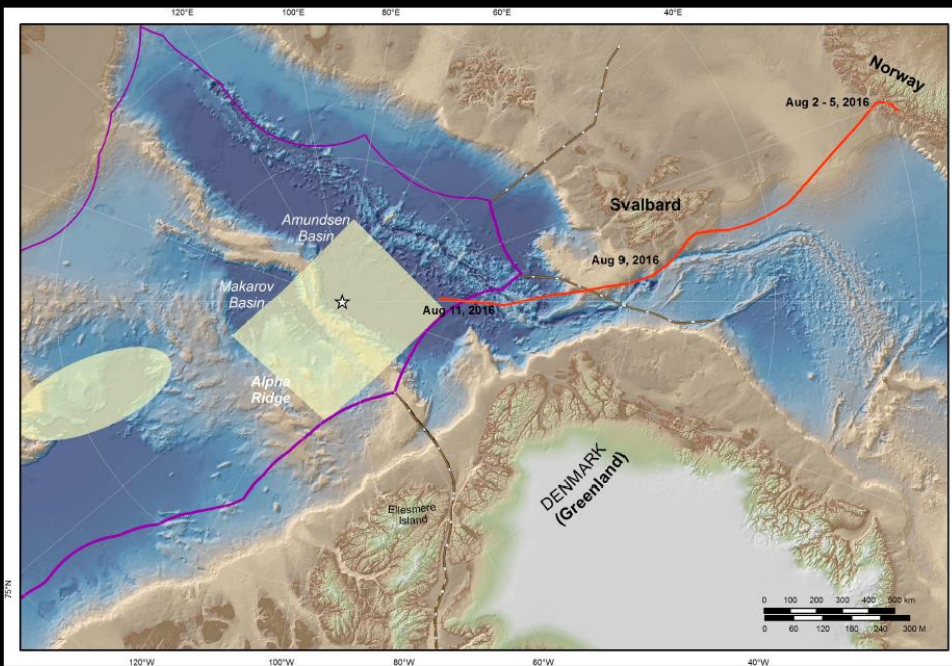 120°E
100°E
80°E
60°E
40°E
Norway
Aug 2 - 5, 2016
Svalbard
Amundsen
Basin
Aug 9, 2016
Makarov
Basin
Aug 11, 2016
Alpha
Ridge
DENMARK
(Greenland)
Ellesmere
Island
75°N
0 100 200 300 400 500 km
0 60 120 180 240 300 M
120°W
100°W
80°W
60°W
40°W